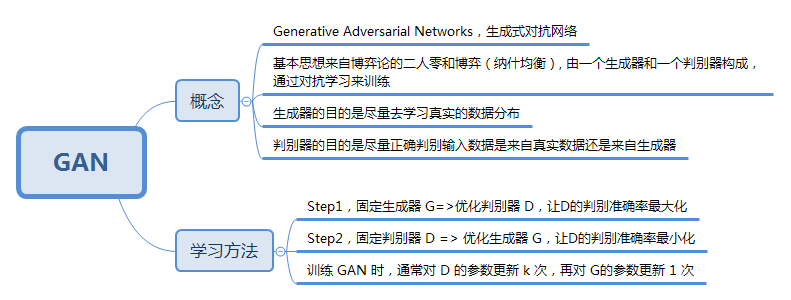 GAN
概念
Generative Adversarial Networks，生成式对抗网络
基本思想来自博弈论的二人零和博弈（纳什均衡），由一个生成器和一个判别器构成，
通过对抗学习来训练
生成器的目的是尽量去学习真实的数据分布
判别器的目的是尽量正确判别输入数据是来自真实数据还是来自生成器
学习方法
Step1，固定生成器 G=>优化判别器 D，让D的判别准确率最大化
Step2，固定判别器 D => 优化生成器 G，让D的判别准确率最小化
训练 GAN 时，通常对 D 的参数更新 k 次，再对 G的参数更新 1 次